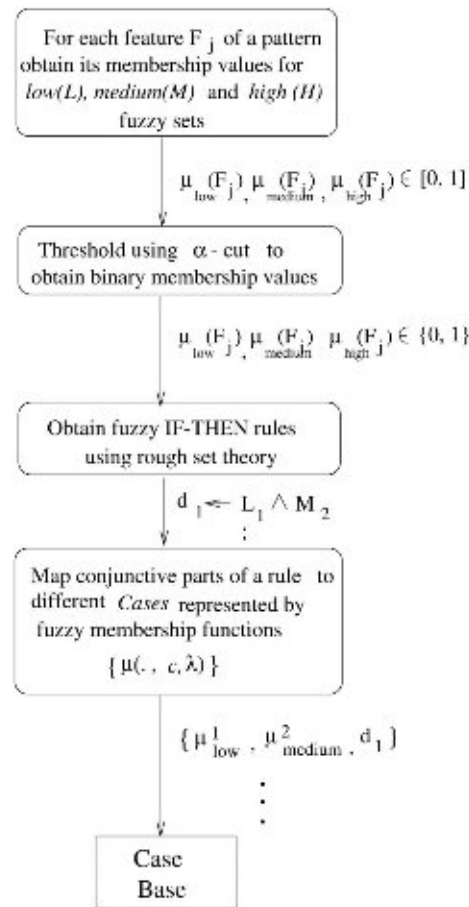 For each feature F j of a pattern
obtain its membership values for
low(L), medium(M) and high (H)
fuzzy sets
μ low (F j) , μ medium (F j) , μ high (F j) ∈ [0, 1]
Threshold using α - cut to
obtain binary membership values
μ low (F j) , μ medium (F j) μ high (F j) ∈ {0, 1}
Obtain fuzzy IF-THEN rules
using rough set theory
d 1 ← L 1 ∧ M 2
⋮
Map conjunctive parts of a rule to
different Cases represented by
fuzzy membership functions
{ μ(. , c, λ) }
{ μ¹ low , μ² medium , d 1 }
⋮
Case
Base